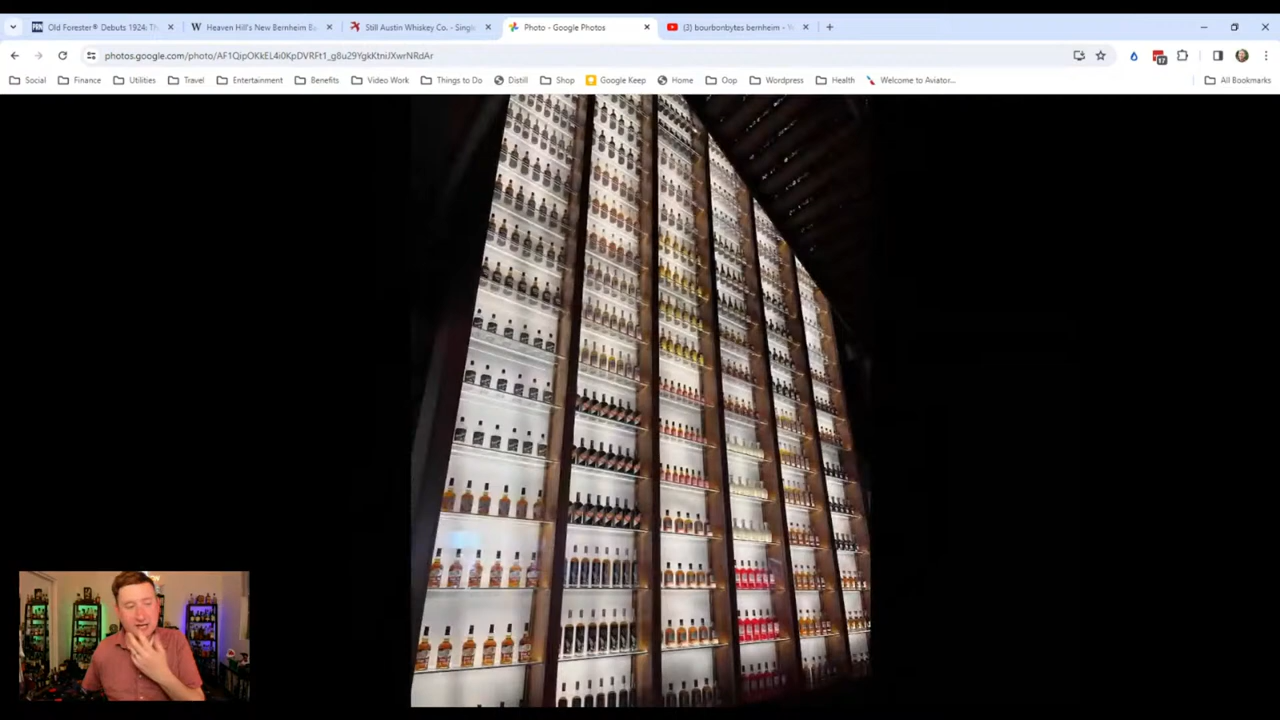 Old Forester® Debuts 1924: Th
Heaven Hill's New Bernheim Ba
Still Austin Whiskey Co. - Singl
Photo - Google Photos
(3) bourbonbytes bernheim - Y
photos.google.com/photo/AF1QipOKkEL4i0KpDVRFt1_g8u29YgkKtniJXwrNRdAr
17
Social
Finance
Utilities
Travel
Entertainment
Benefits
Video Work
Things to Do
Distill
Shop
Google Keep
Home
Oop
Wordpress
Health
Welcome to Aviator...
All Bookmarks